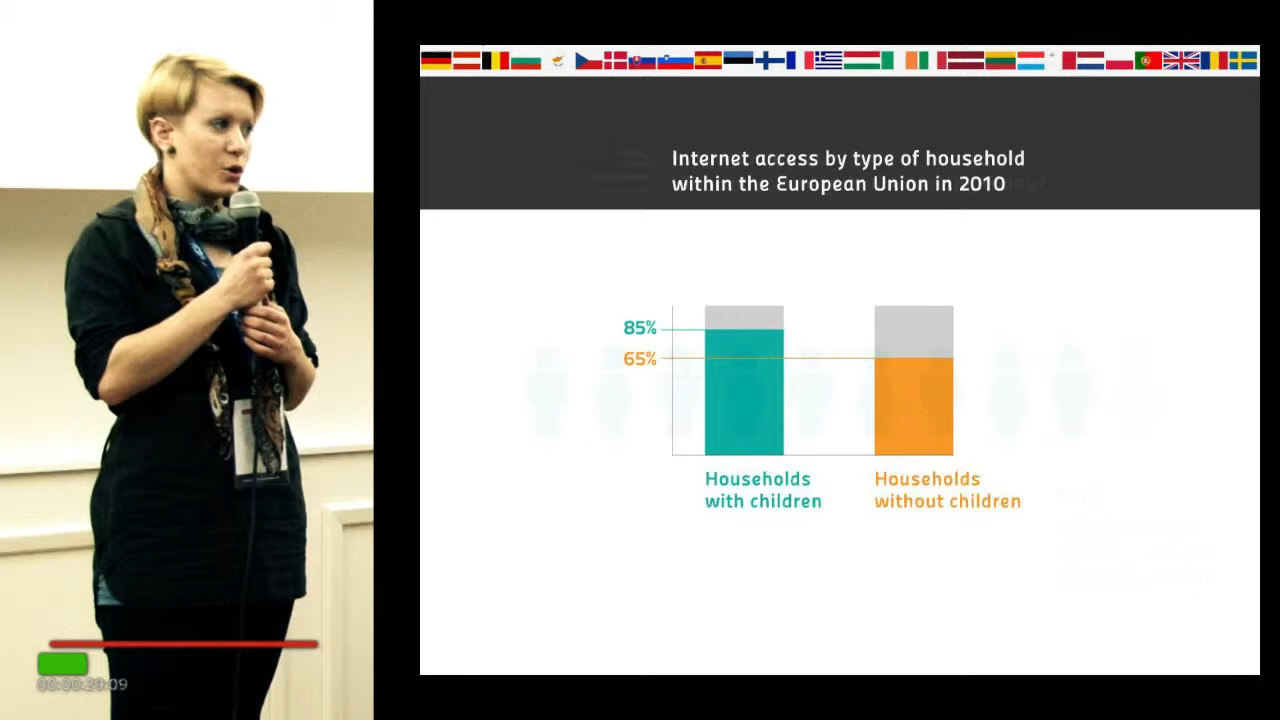 Internet access by type of household
within the European Union in 2010
85%
65%
Households
with children
Households
without children
00:00:29:09